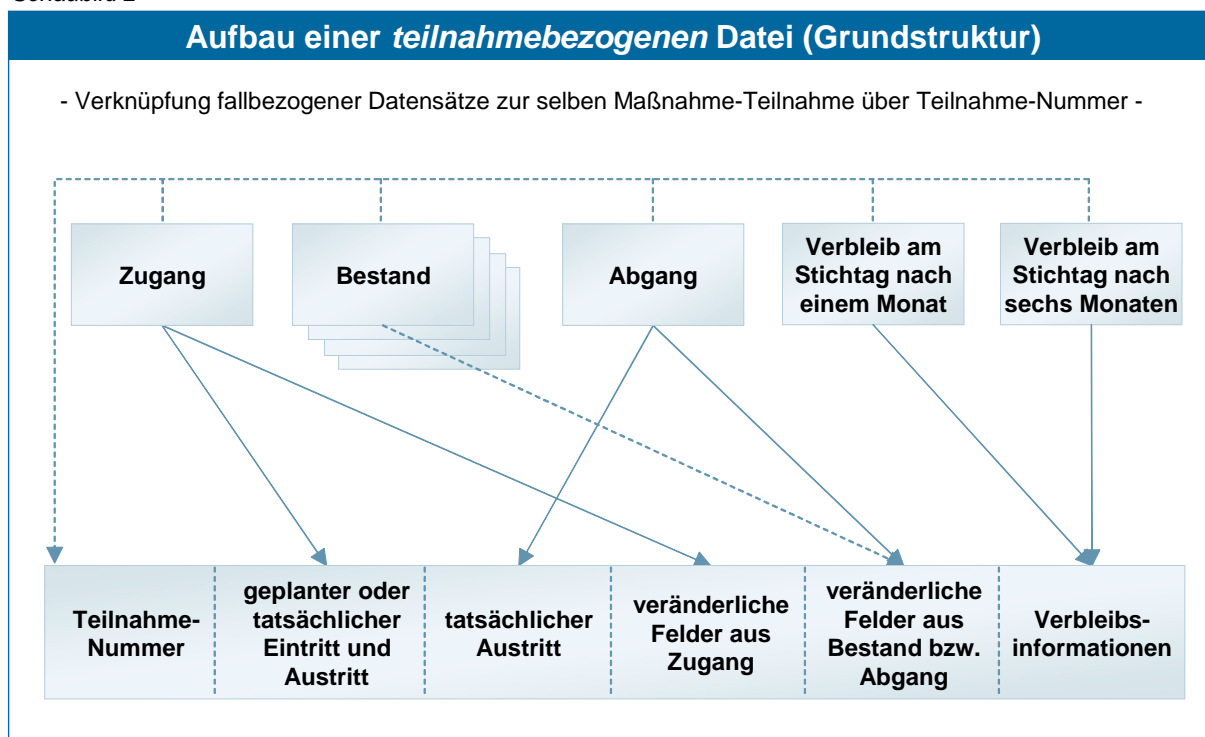 Aufbau einer teilnahmebezogenen Datei (Grundstruktur)
- Verknüpfung fallbezogener Datensätze zur selben Maßnahme-Teilnahme über Teilnahme-Nummer -
Zugang
Bestand
Abgang
Verbleib am
Stichtag nach
einem Monat
Verbleib am
Stichtag nach
sechs Monaten
Teilnahme-
Nummer
geplanter oder
tatsächlicher
Eintritt und
Austritt
tatsächlicher
Austritt
veränderliche
Felder aus
Zugang
veränderliche
Felder aus
Bestand bzw.
Abgang
Verbleibs-
informationen